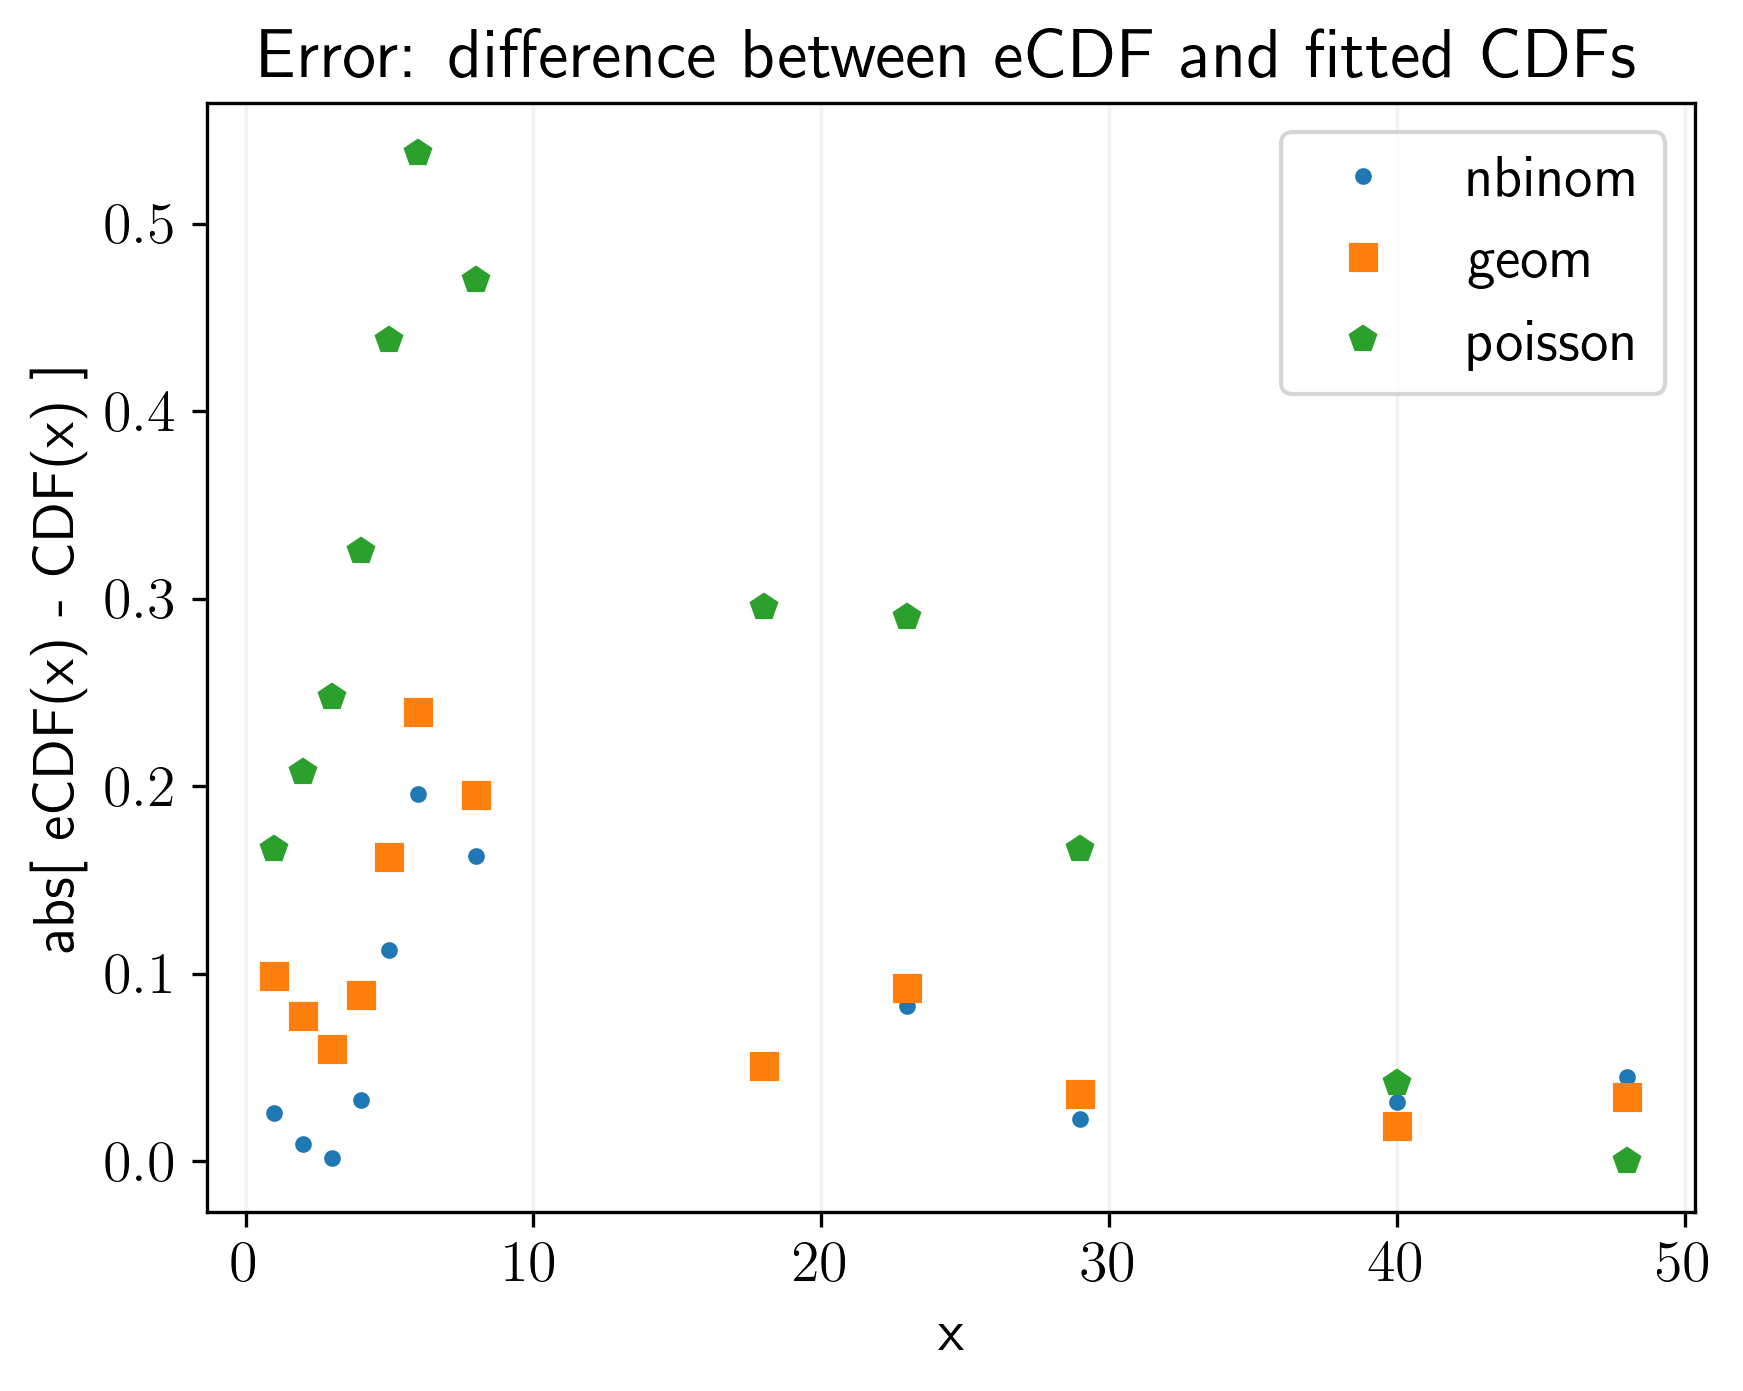 Error: difference between eCDF and fitted CDFs
nbinom
geom
poisson
abs[ eCDF(x) - CDF(x) ]
0.5
0.4
0.3
0.2
0.1
0.0
0 10 20 30 40 50
x